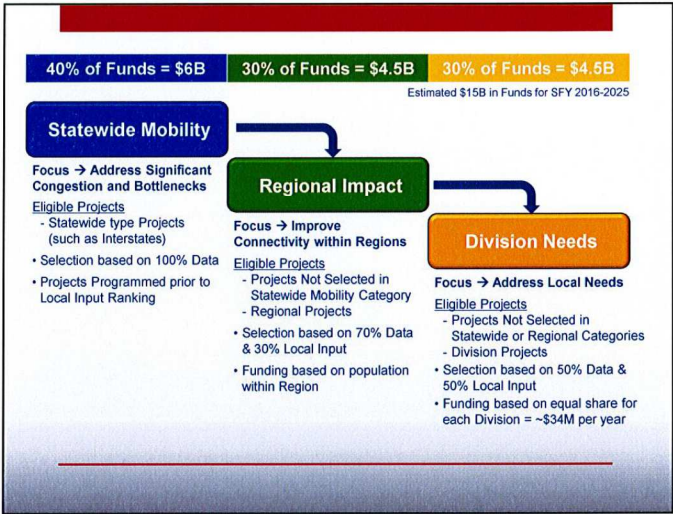 40% of Funds = $6B
30% of Funds = $4.5B
30% of Funds = $4.5B
Estimated $15B in Funds for SFY 2016-2025
Statewide Mobility
Focus → Address Significant
Congestion and Bottlenecks
Eligible Projects
- Statewide type Projects
(such as Interstates)
• Selection based on 100% Data
• Projects Programmed prior to
Local Input Ranking
Regional Impact
Focus → Improve
Connectivity within Regions
Eligible Projects
- Projects Not Selected in
Statewide Mobility Category
- Regional Projects
• Selection based on 70% Data
& 30% Local Input
• Funding based on population
within Region
Division Needs
Focus → Address Local Needs
Eligible Projects
- Projects Not Selected in
Statewide or Regional Categories
- Division Projects
• Selection based on 50% Data &
50% Local Input
• Funding based on equal share for
each Division = ~$34M per year